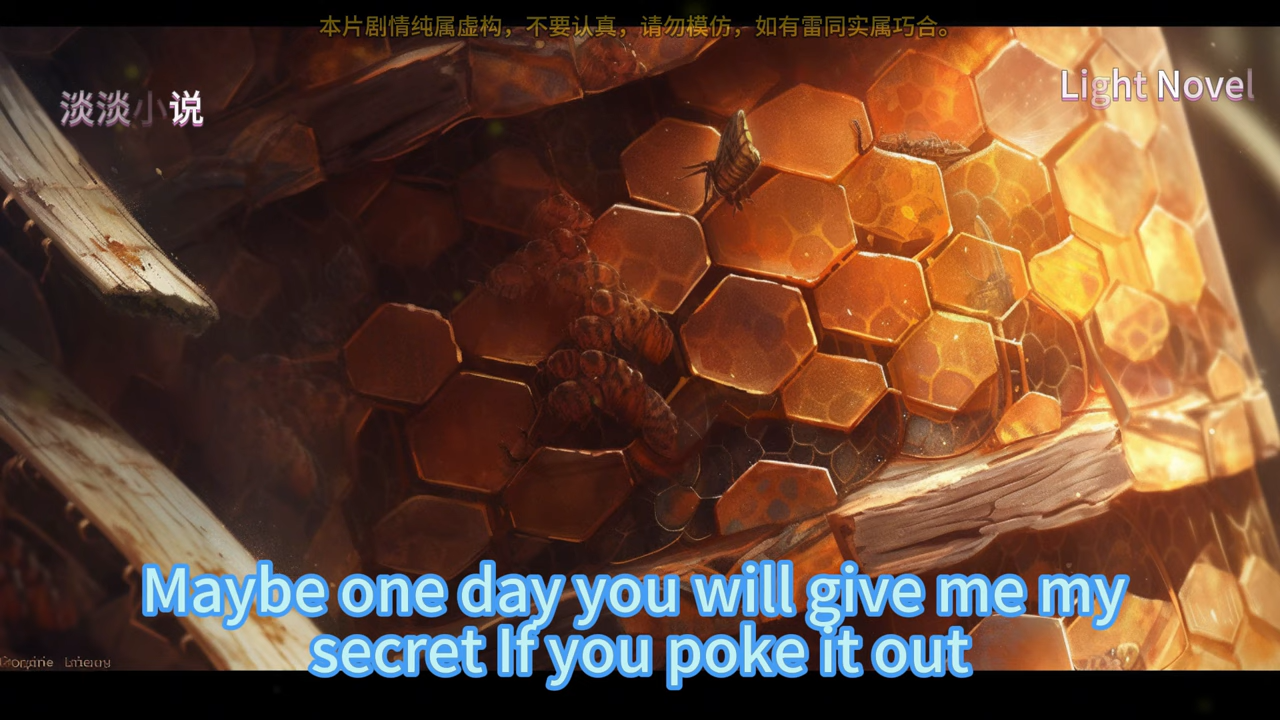 本片剧情纯属虚构，不要认真，请勿模仿，如有雷同实属巧合。
淡淡小说
Light Novel
Maybe one day you will give me my
secret If you poke it out